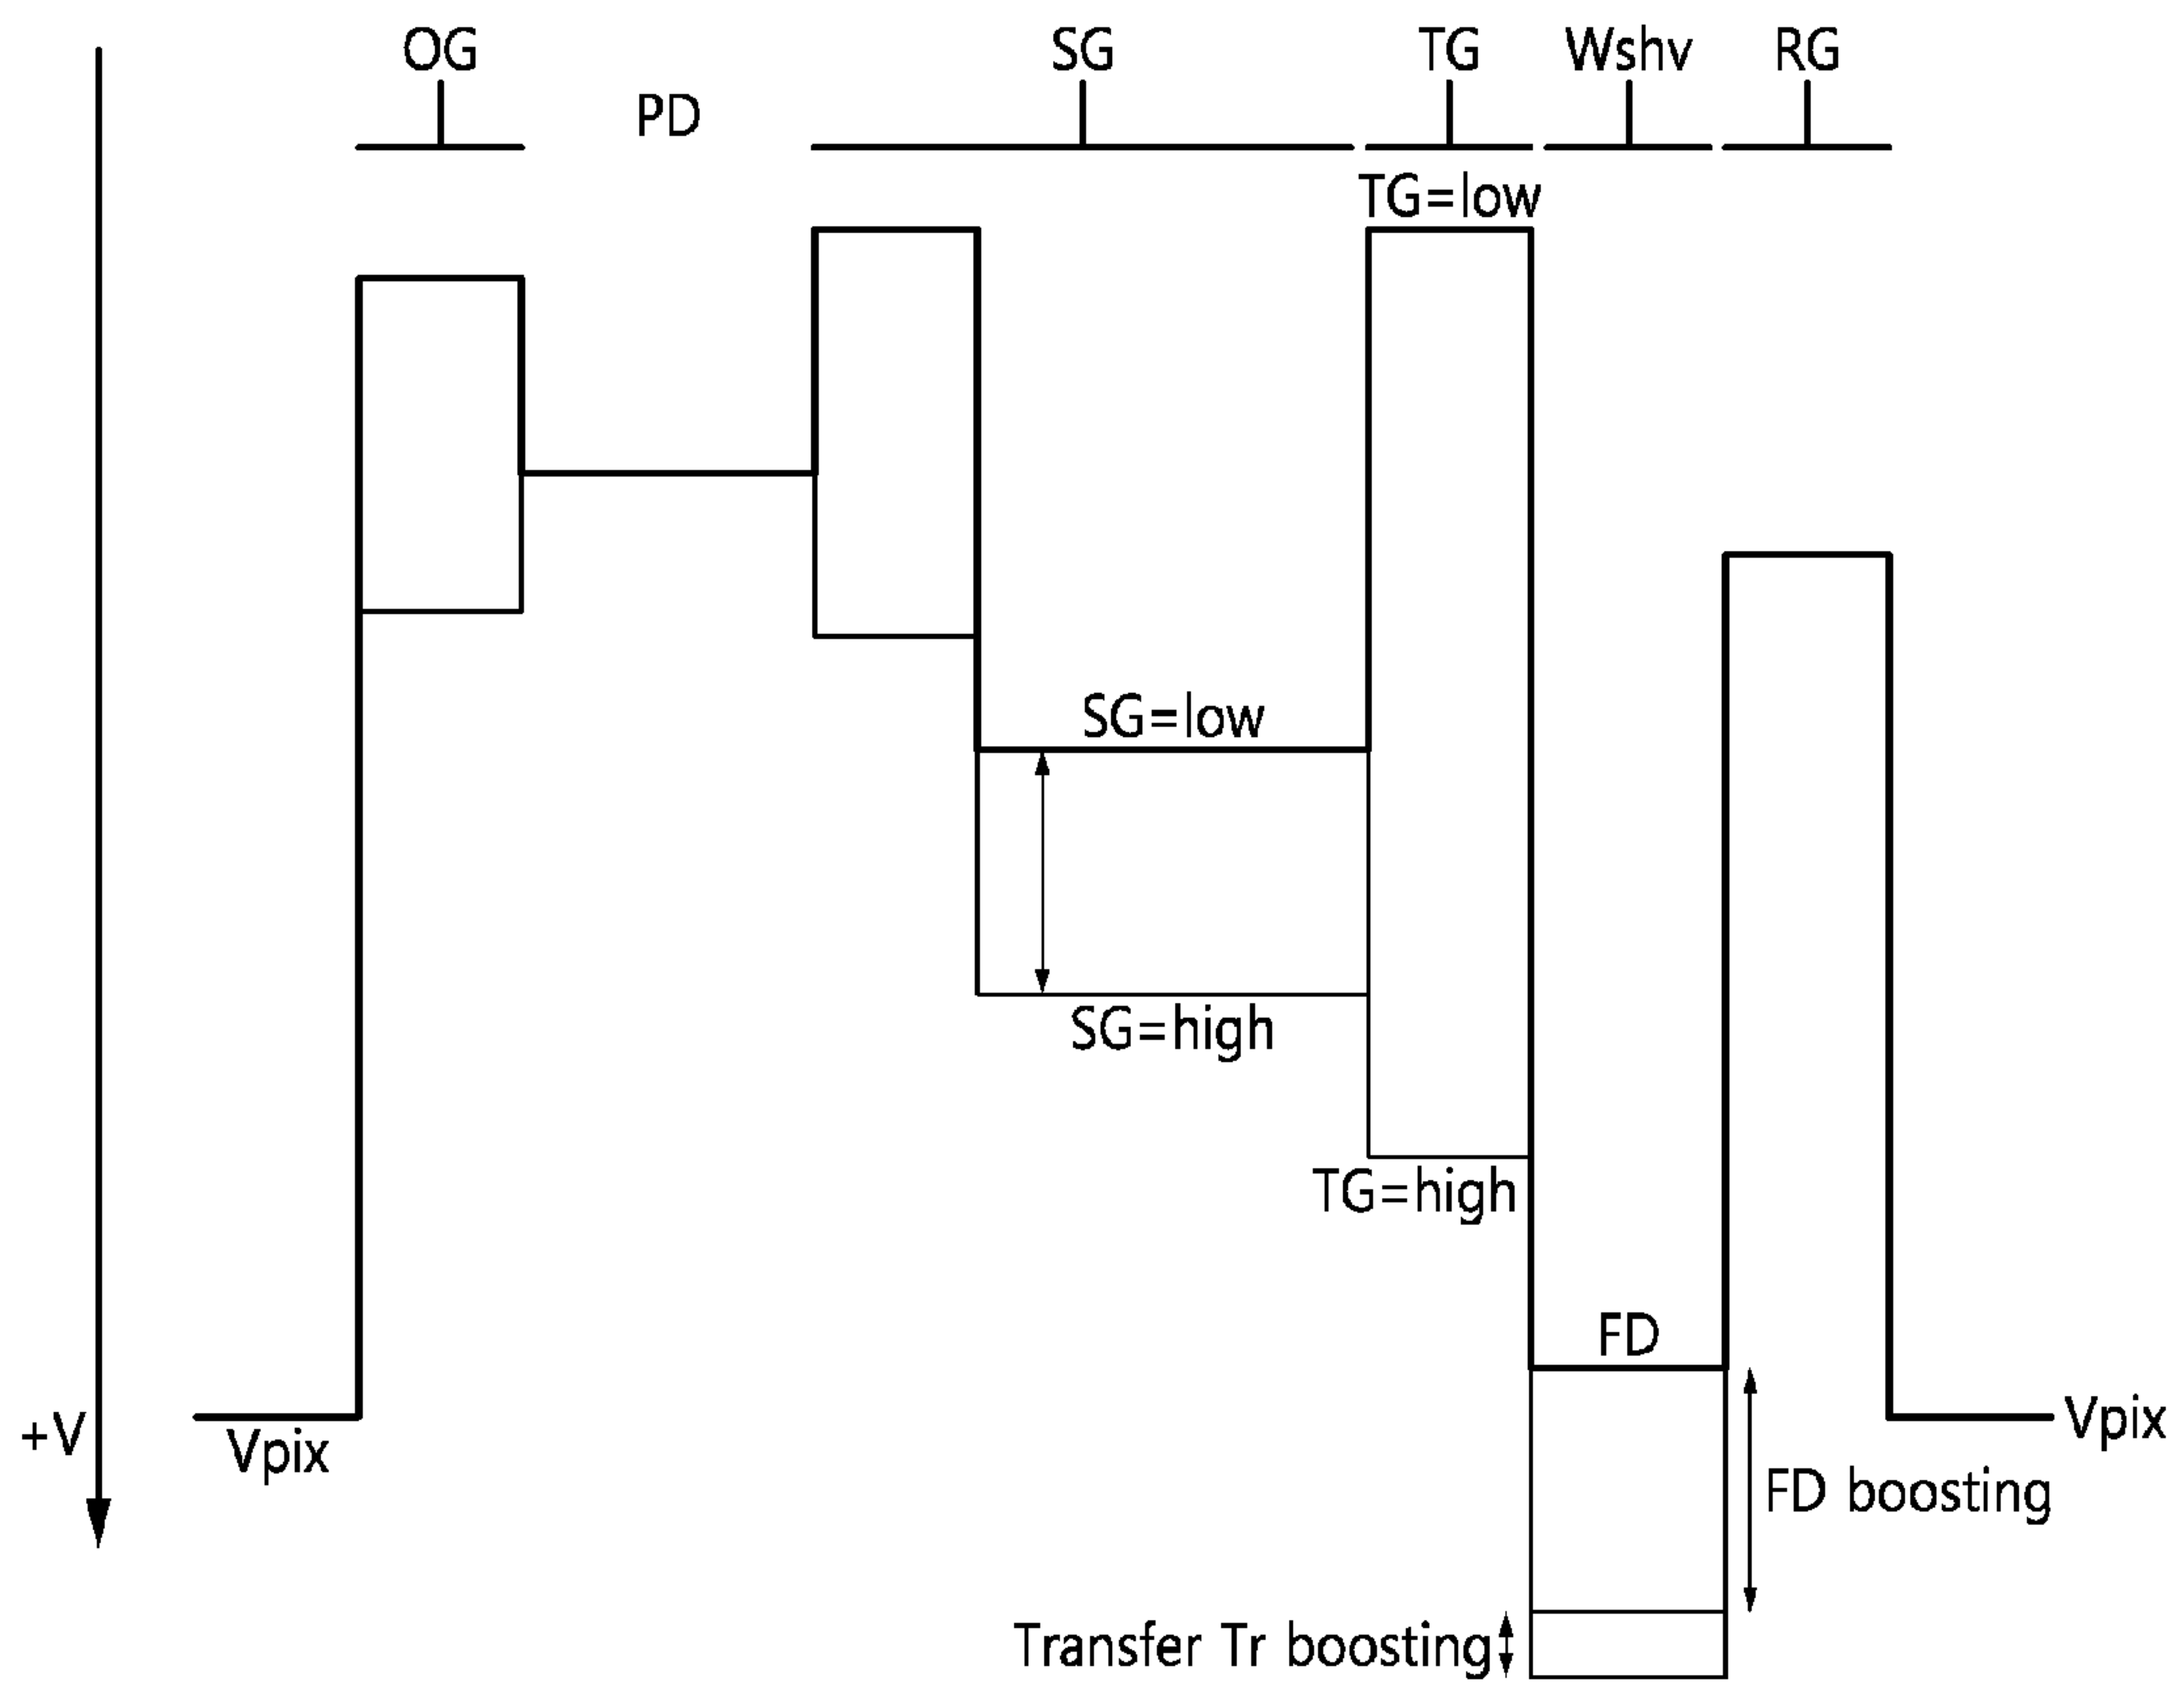 OG
PD
SG
TG
Wshv
RG
TG=low
SG=low
SG=high
TG=high
FD
+V
Vpix
Vpix
FD boosting
Transfer Tr boosting